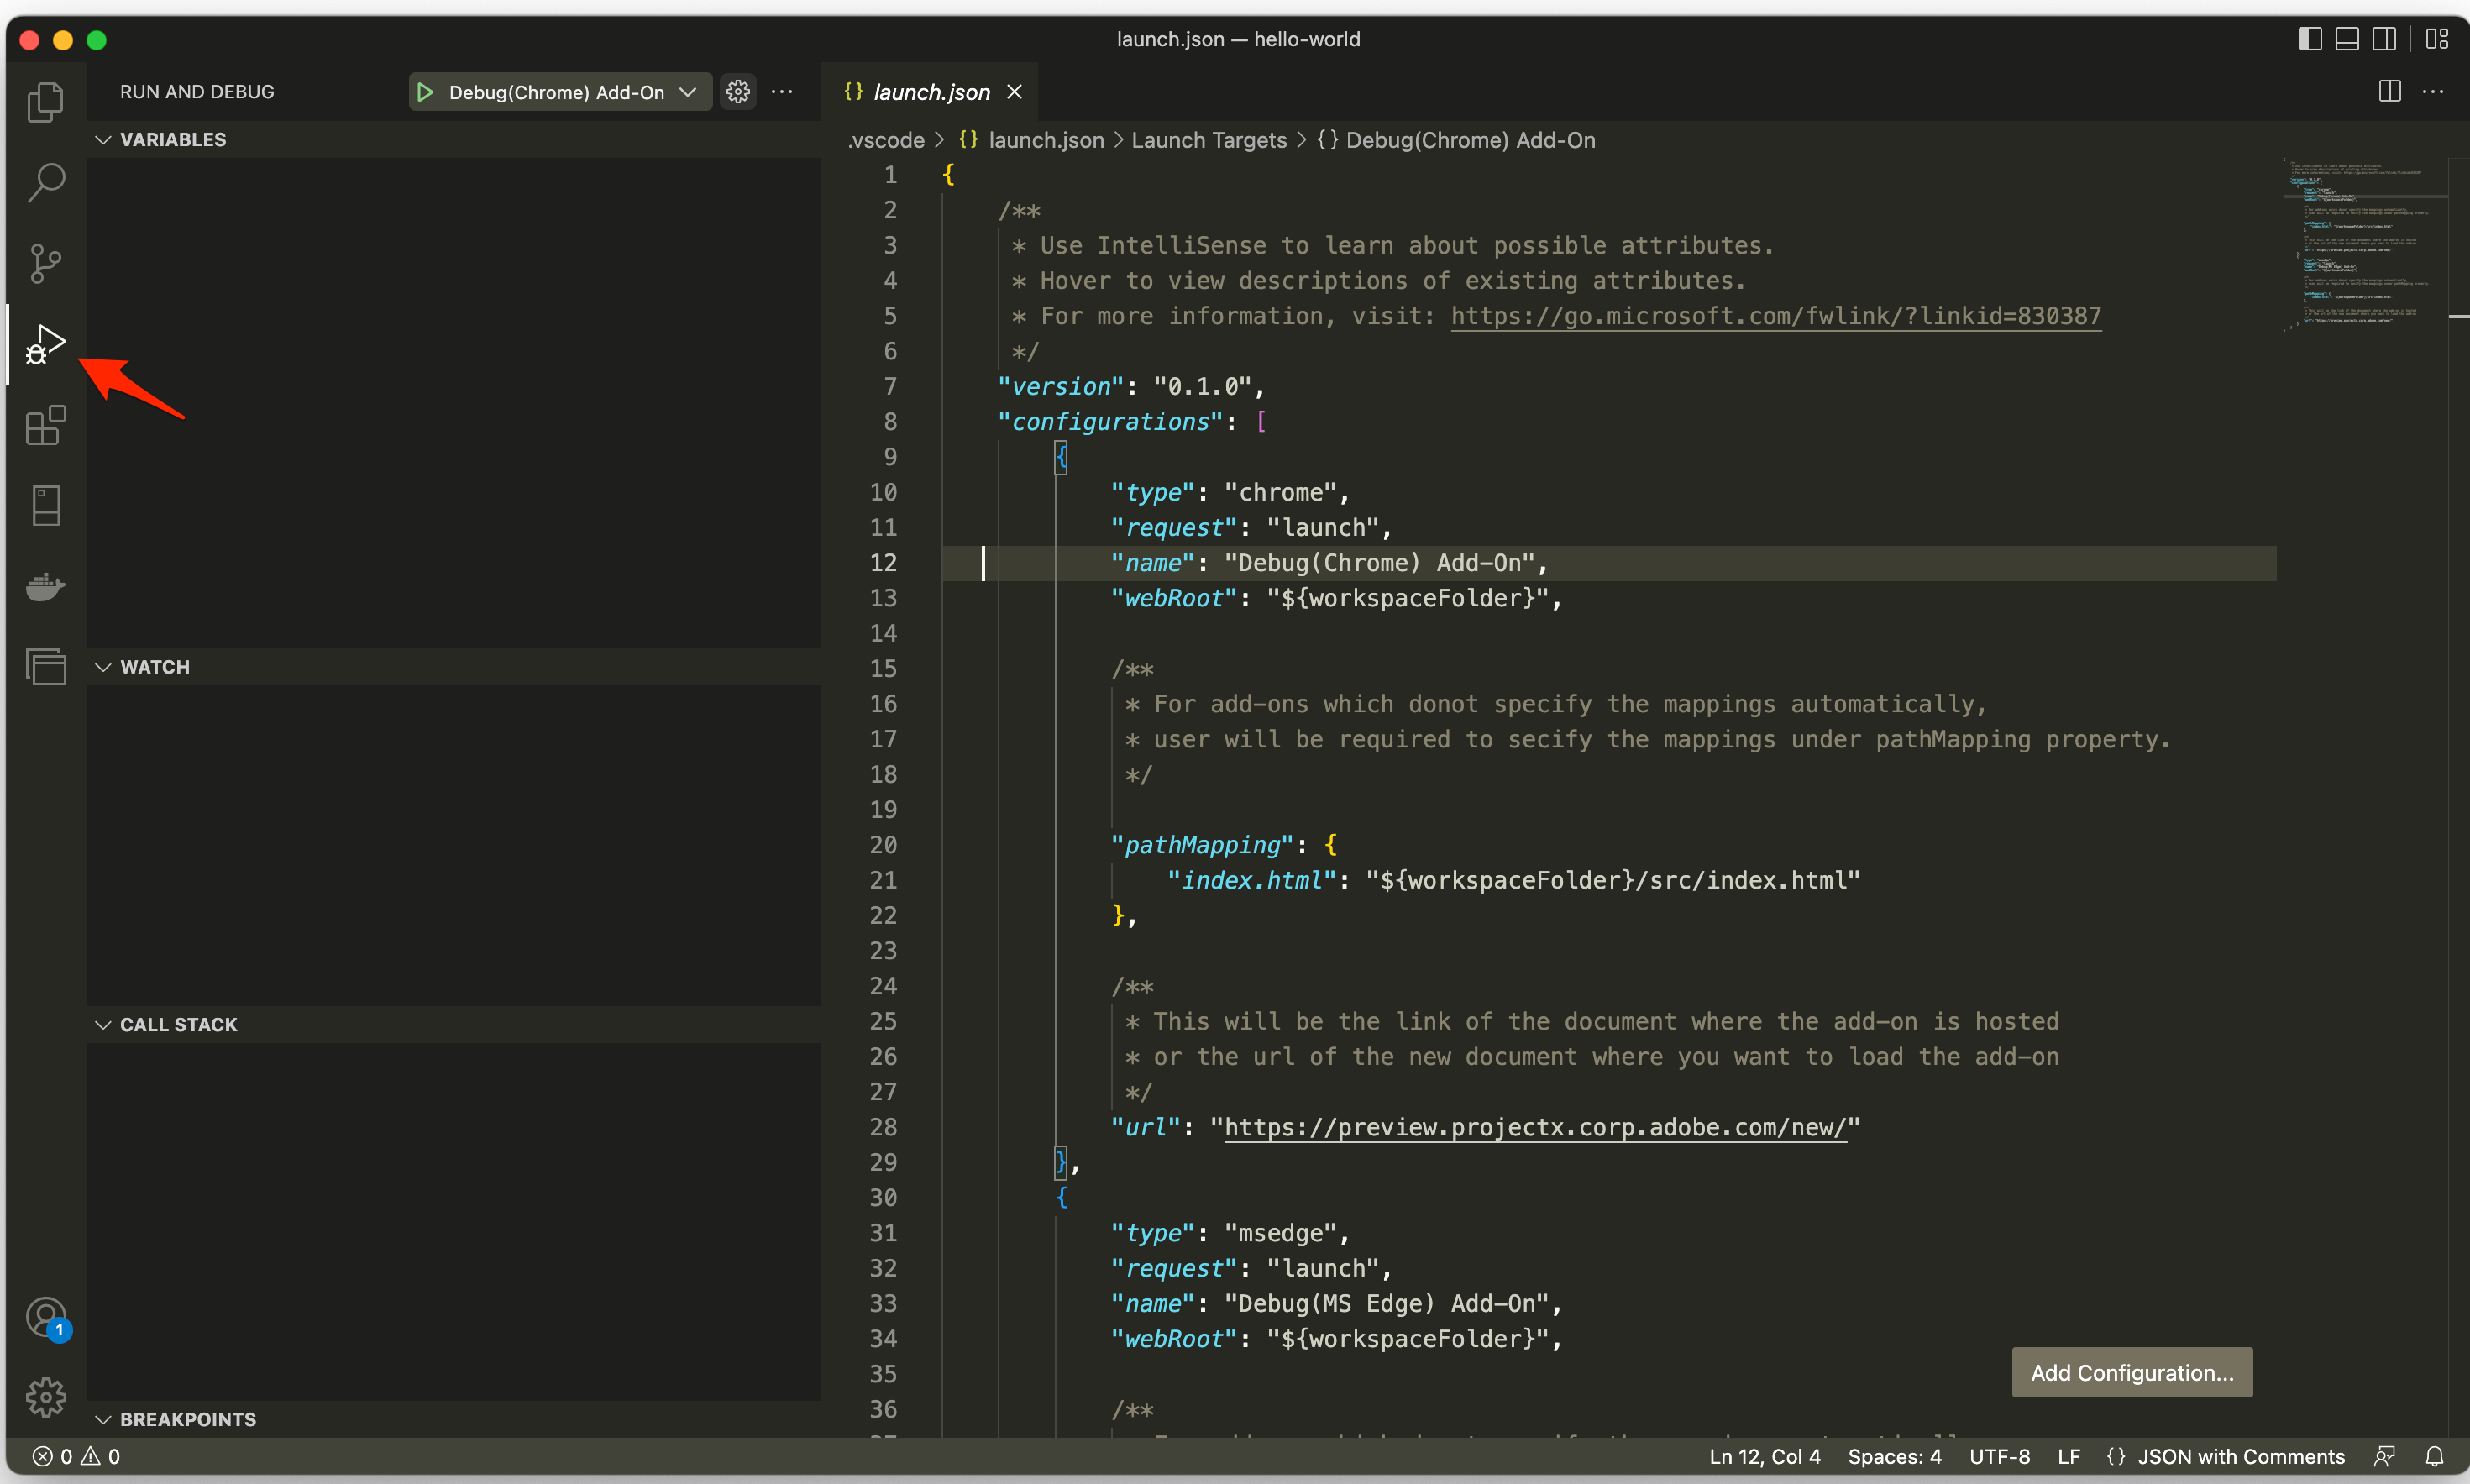 launch.json — hello-world
RUN AND DEBUG
Debug(Chrome) Add-On
VARIABLES
WATCH
CALL STACK
BREAKPOINTS
1
{} launch.json
.vscode > {} launch.json > Launch Targets > {} Debug(Chrome) Add-On
1 {
2 /**
3 * Use IntelliSense to learn about possible attributes.
4 * Hover to view descriptions of existing attributes.
5 * For more information, visit: https://go.microsoft.com/fwlink/?linkid=830387
6 */
7 "version": "0.1.0",
8 "configurations": [
9 {
10 "type": "chrome",
11 "request": "launch",
12 "name": "Debug(Chrome) Add-On",
13 "webRoot": "${workspaceFolder}",
14
15 /**
16 * For add-ons which donot specify the mappings automatically,
17 * user will be required to secify the mappings under pathMapping property.
18 */
19
20 "pathMapping": {
21 "index.html": "${workspaceFolder}/src/index.html"
22 },
23
24 /**
25 * This will be the link of the document where the add-on is hosted
26 * or the url of the new document where you want to load the add-on
27 */
28 "url": "https://preview.projectx.corp.adobe.com/new/"
29 },
30 {
31 "type": "msedge",
32 "request": "launch",
33 "name": "Debug(MS Edge) Add-On",
34 "webRoot": "${workspaceFolder}",
35
36 /**
Add Configuration...
0 0
Ln 12, Col 4 Spaces: 4 UTF-8 LF {} JSON with Comments